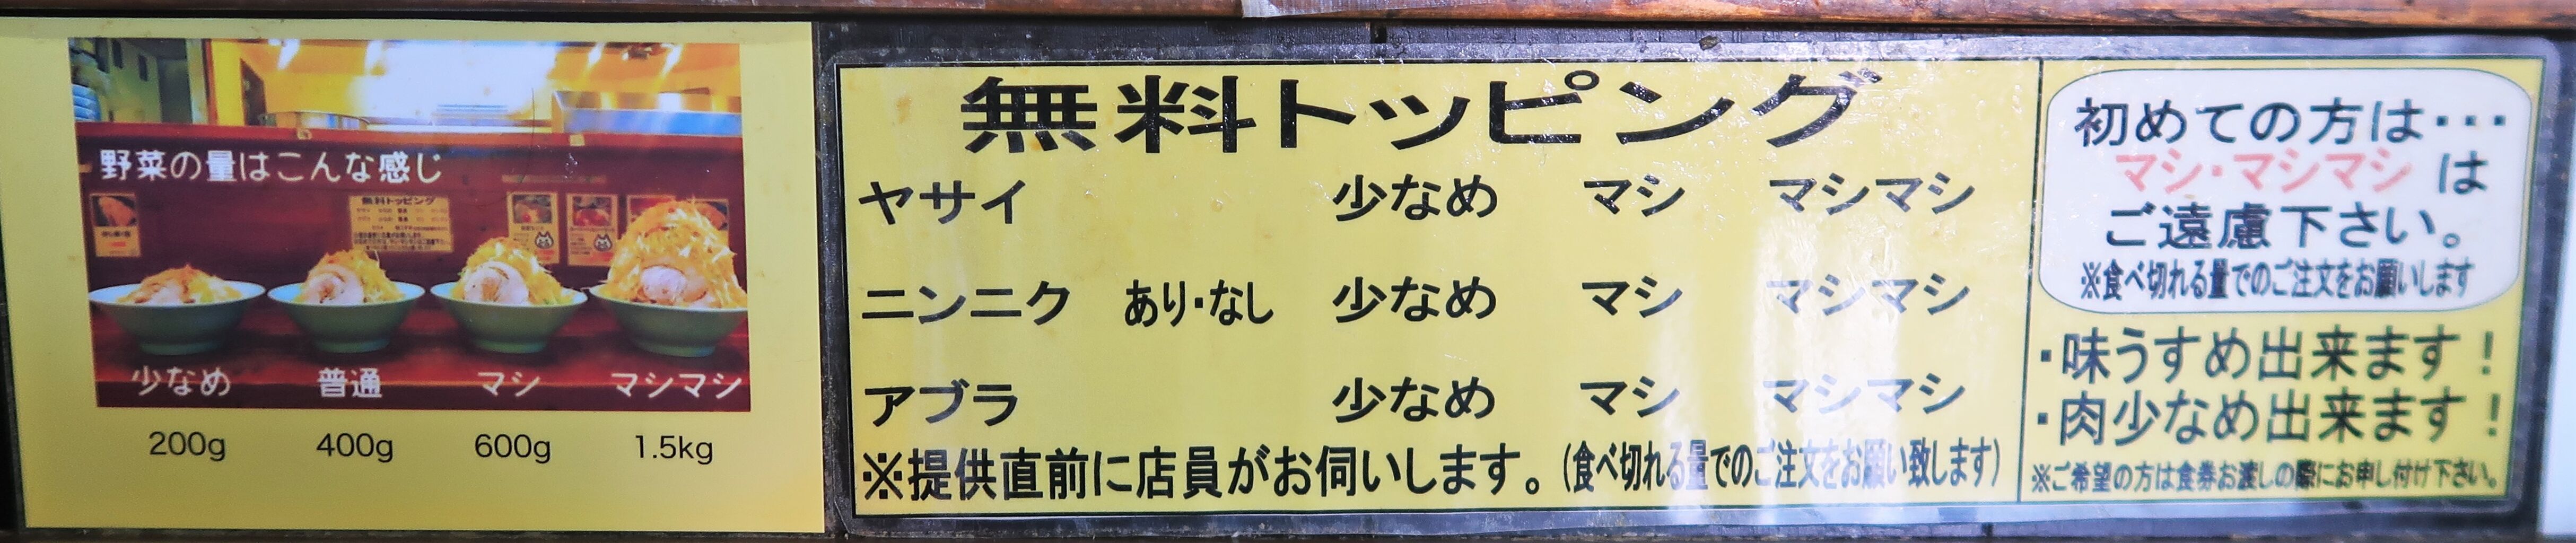 野菜の量はこんな感じ
無料トッピング
少なめ 普通 マシ マシマシ
200g 400g 600g 1.5kg
無料トッピング
ヤサイ 少なめ マシ マシマシ
ニンニク あり・なし 少なめ マシ マシマシ
アブラ 少なめ マシ マシマシ
※提供直前に店員がお伺いします。(食べ切れる量でのご注文をお願い致します)
初めての方は・・・
マシ・マシマシ は
ご遠慮下さい。
※食べ切れる量でのご注文をお願いします
・味うすめ出来ます!
・肉少なめ出来ます!
※ご希望の方は食券お渡しの際にお申し付け下さい。